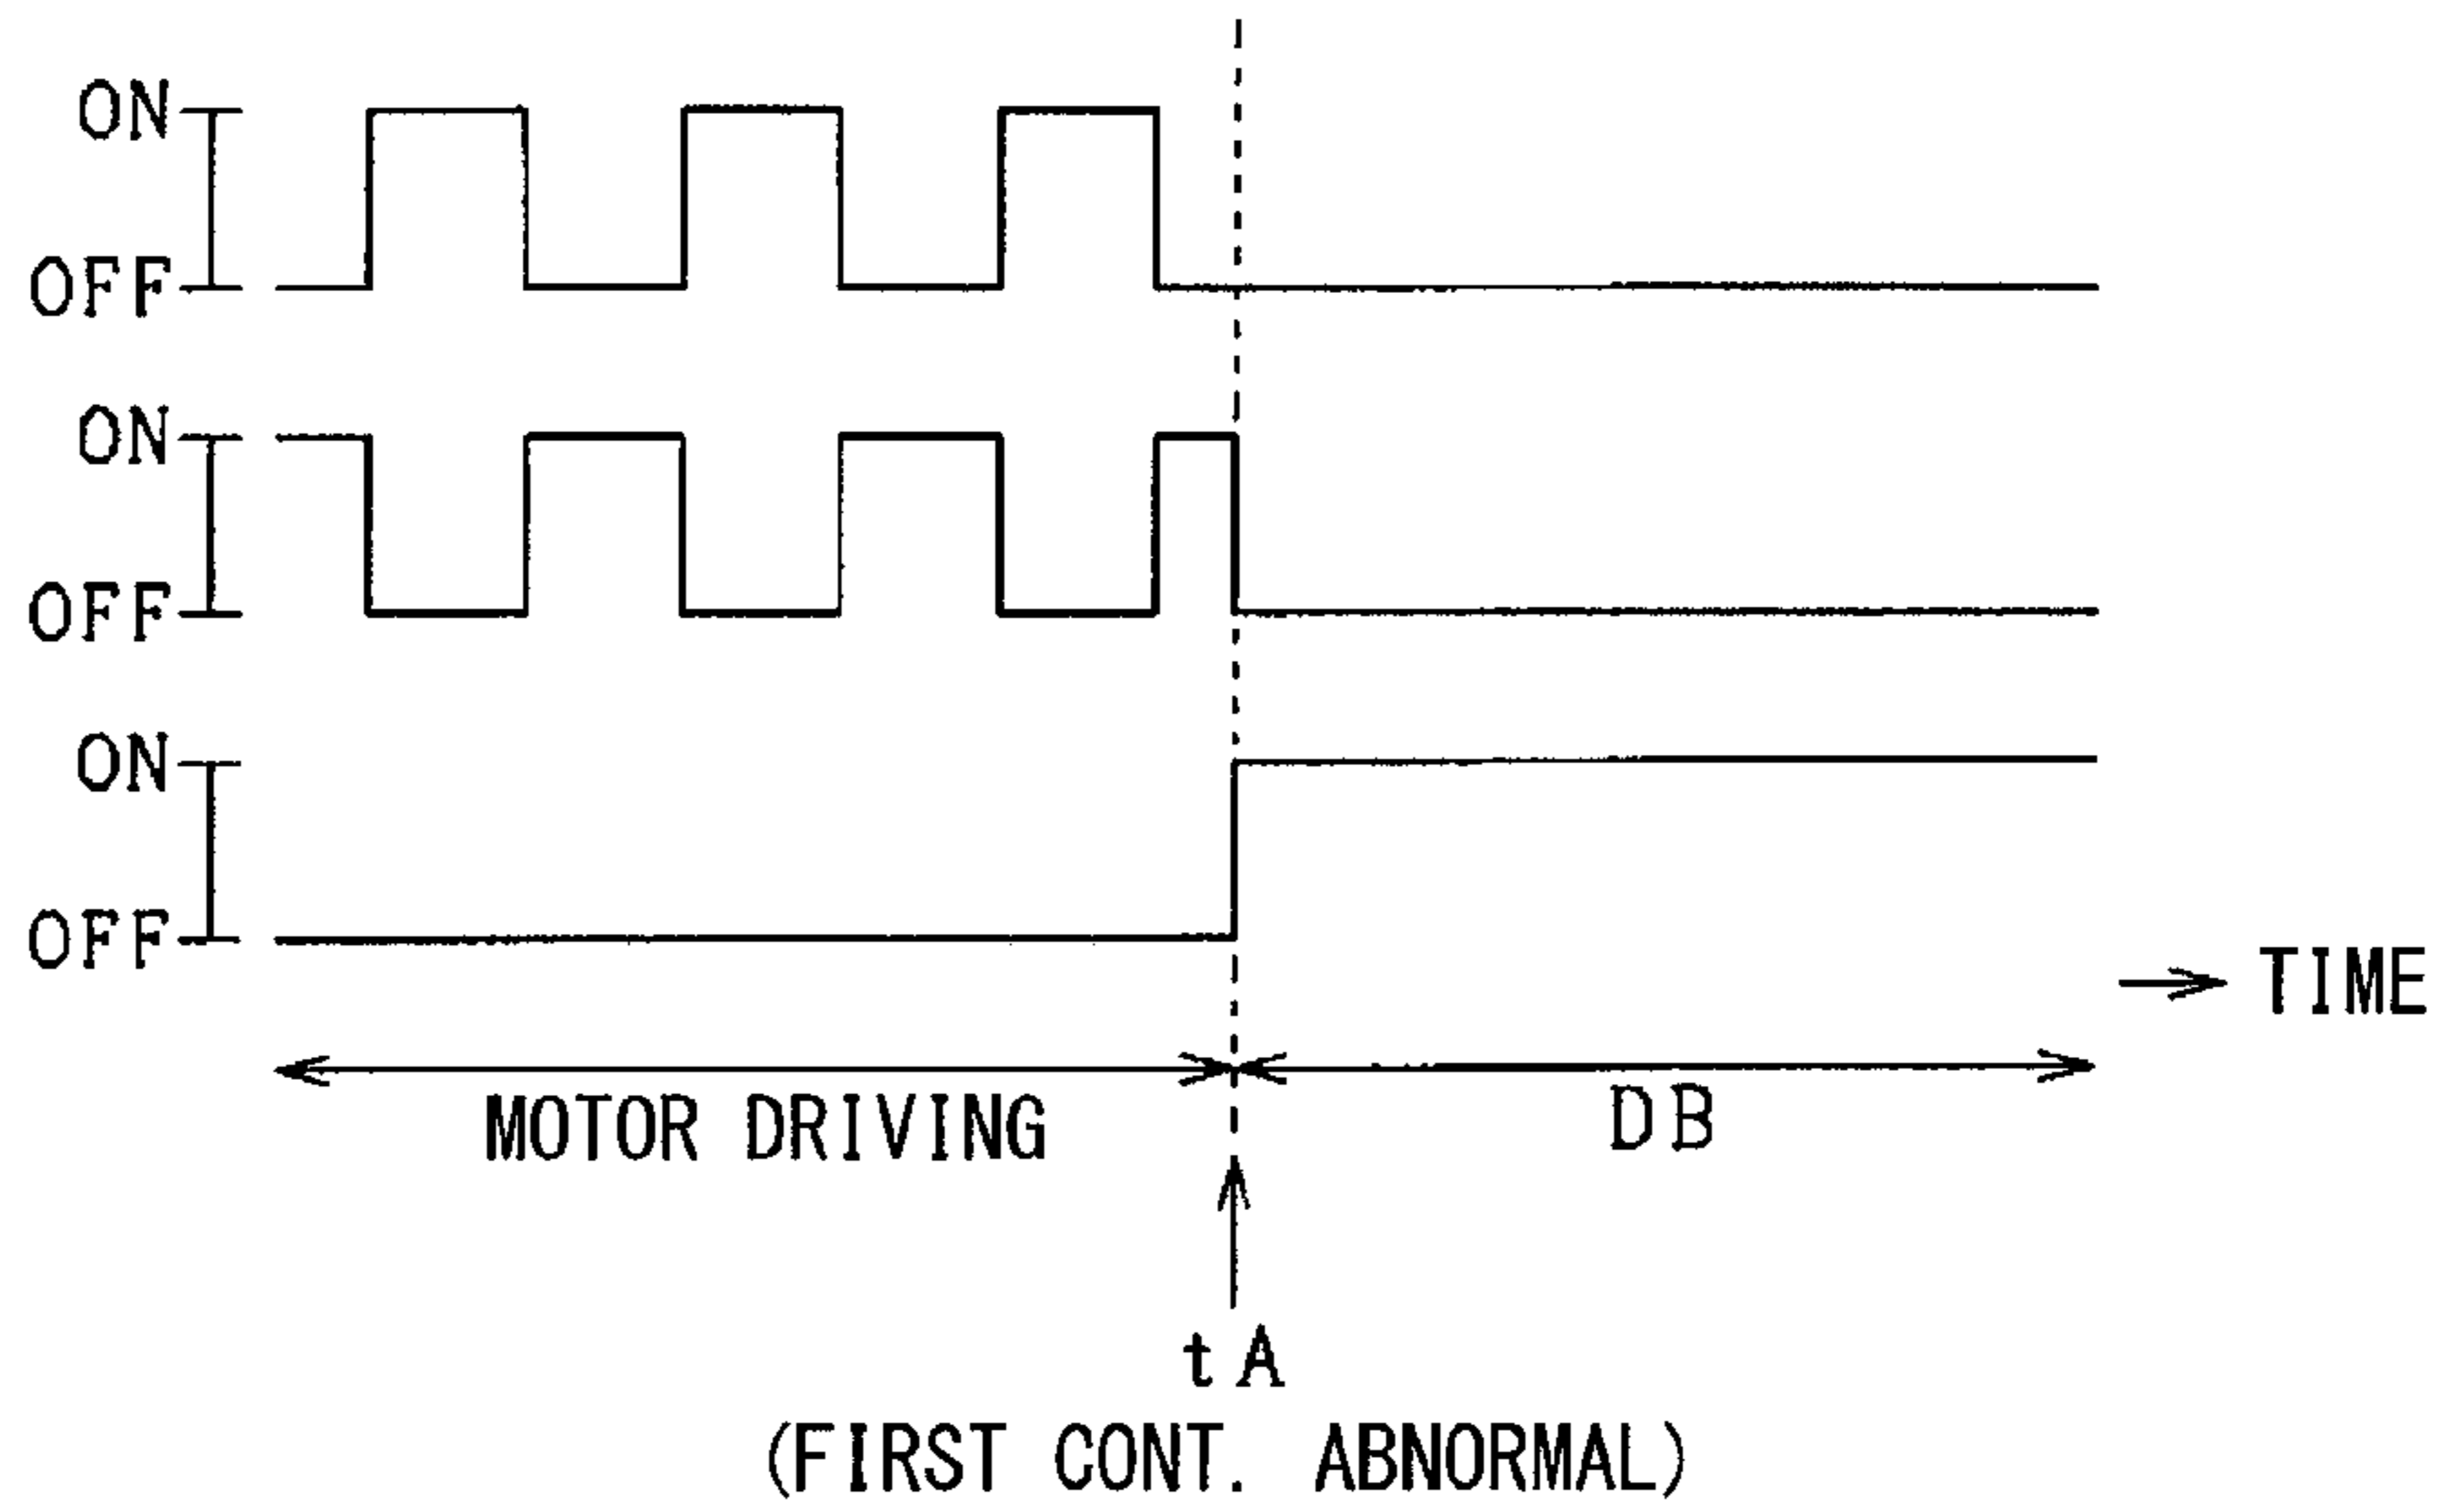 ON
OFF
ON
OFF
ON
OFF
TIME
MOTOR DRIVING
DB
tA
(FIRST CONT. ABNORMAL)